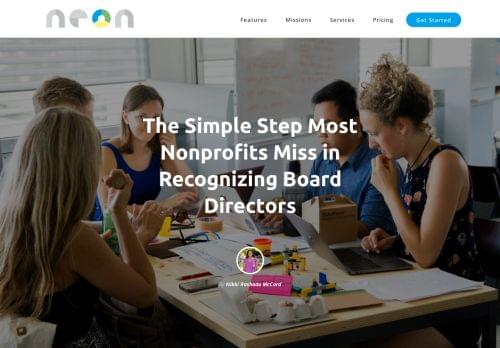 neon
Features Missions Services Pricing Get Started
The Simple Step Most
Nonprofits Miss in
Recognizing Board
Directors
By Nikki Rashada McCord